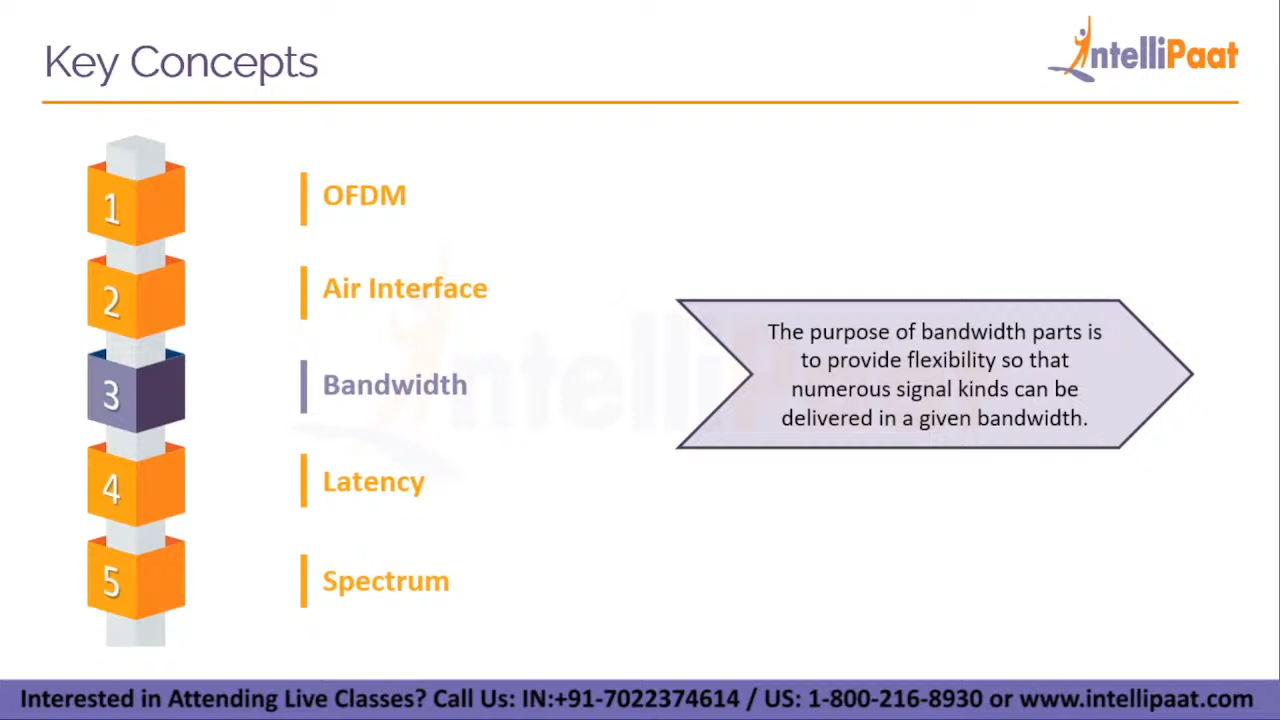 Key Concepts
IntelliPaat
1
OFDM
2
Air Interface
3
Bandwidth
4
Latency
5
Spectrum
The purpose of bandwidth parts is
to provide flexibility so that
numerous signal kinds can be
delivered in a given bandwidth.
Interested in Attending Live Classes? Call Us: IN:+91-7022374614 / US: 1-800-216-8930 or www.intellipaat.com